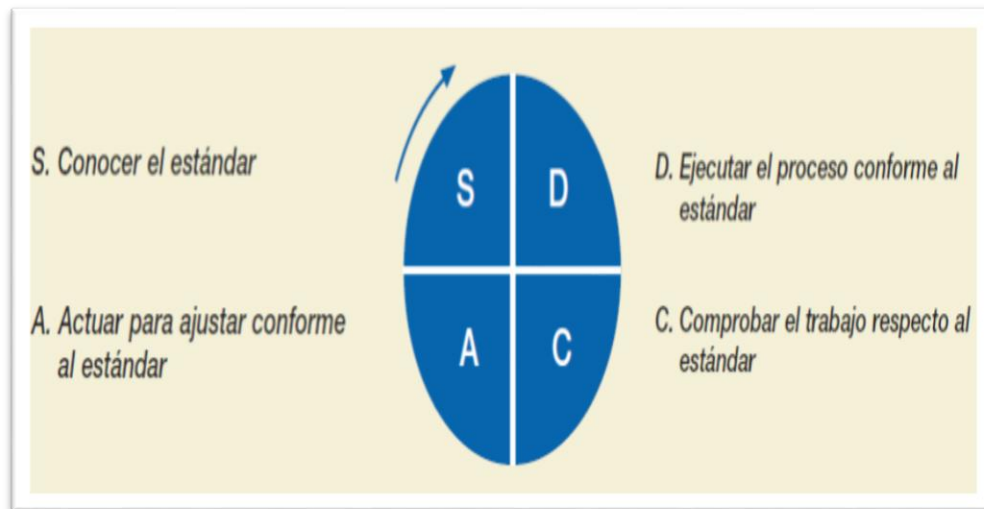 S. Conocer el estándar
A. Actuar para ajustar conforme
al estándar
S
D
A
C
D. Ejecutar el proceso conforme al
estándar
C. Comprobar el trabajo respecto al
estándar